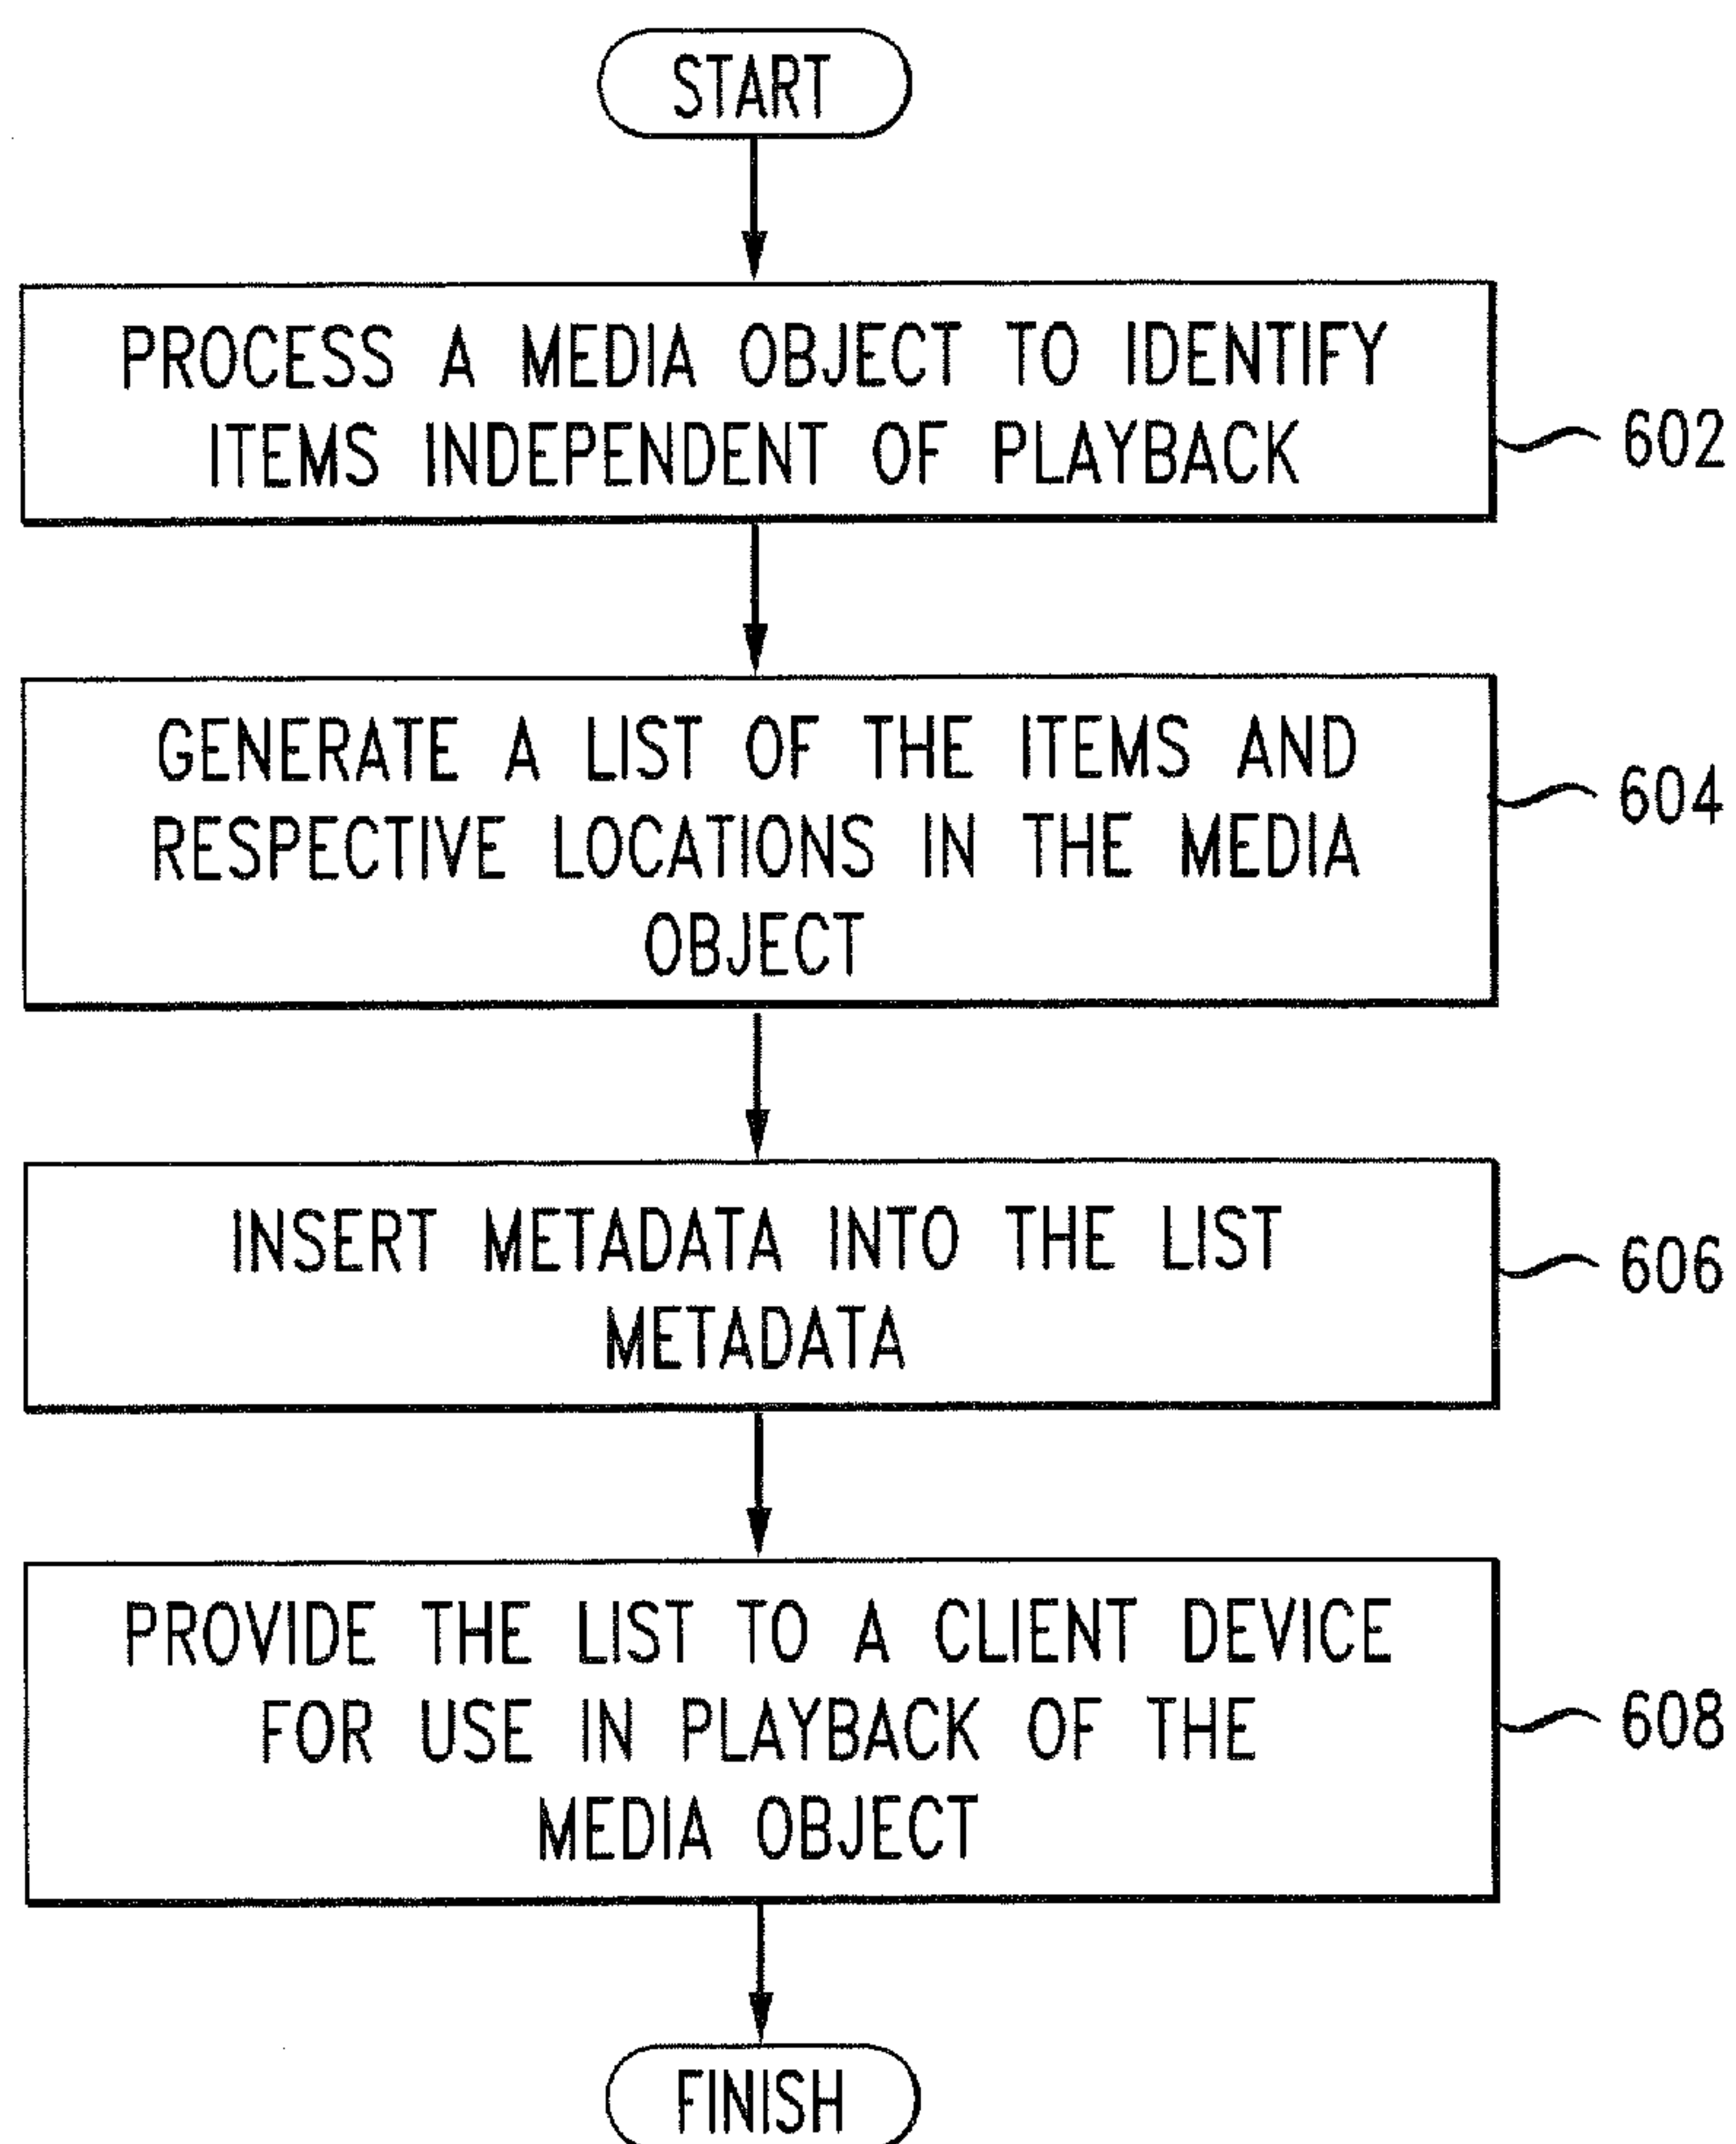 START
PROCESS A MEDIA OBJECT TO IDENTIFY
ITEMS INDEPENDENT OF PLAYBACK
602
GENERATE A LIST OF THE ITEMS AND
RESPECTIVE LOCATIONS IN THE MEDIA
OBJECT
604
INSERT METADATA INTO THE LIST
METADATA
606
PROVIDE THE LIST TO A CLIENT DEVICE
FOR USE IN PLAYBACK OF THE
MEDIA OBJECT
608
FINISH